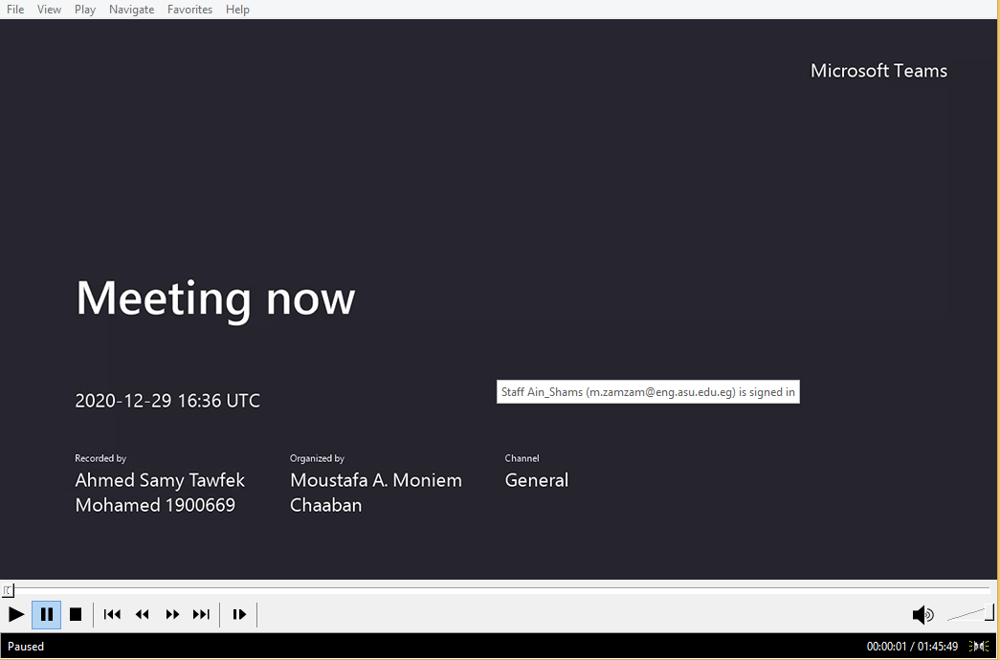 File View Play Navigate Favorites Help
Microsoft Teams
Meeting now
2020-12-29 16:36 UTC
Staff Ain_Shams (m.zamzam@eng.asu.edu.eg) is signed in
Recorded by
Ahmed Samy Tawfek
Mohamed 1900669
Organized by
Moustafa A. Moniem
Chaaban
Channel
General
Paused
00:00:01 / 01:45:49